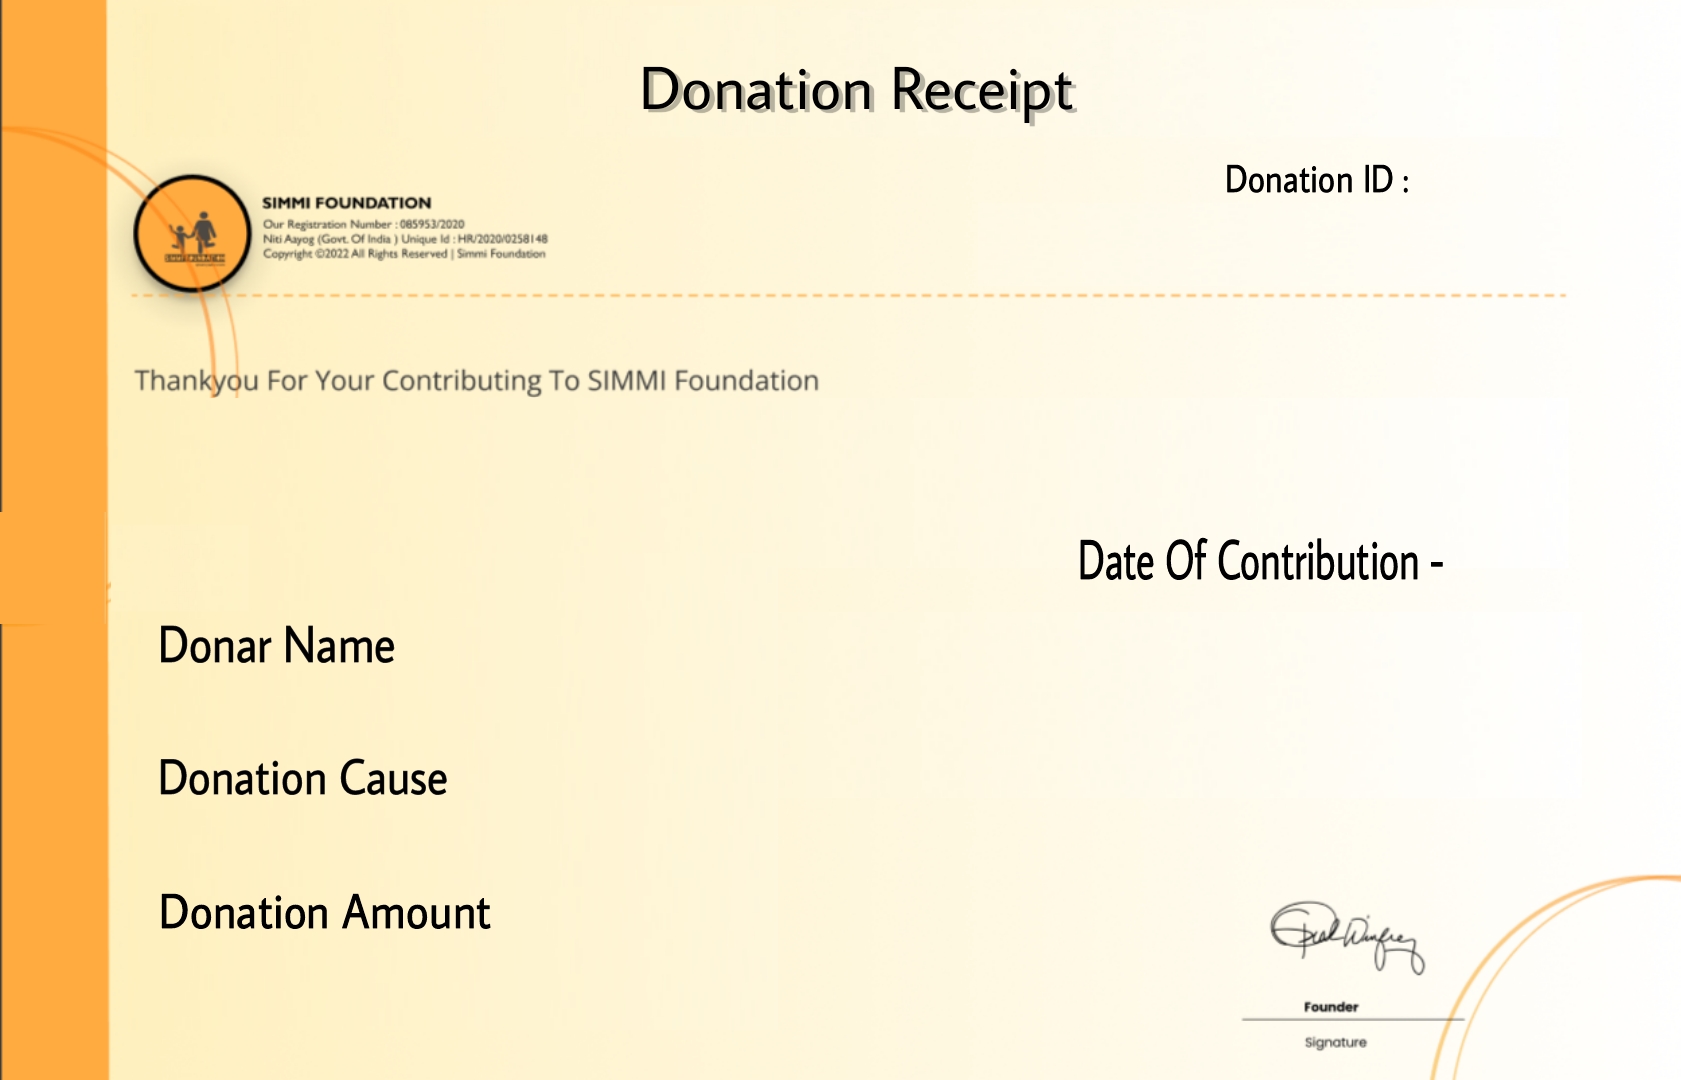 Donation Receipt
Donation ID :
SIMMI FOUNDATION
Our Registration Number : 085953/2020
Niti Aayog (Govt. Of India ) Unique Id : HR/2020/0258148
Copyright ©2022 All Rights Reserved | Simmi Foundation
Thankyou For Your Contributing To SIMMI Foundation
Date Of Contribution -
Donar Name
Donation Cause
Donation Amount
Founder
Signature